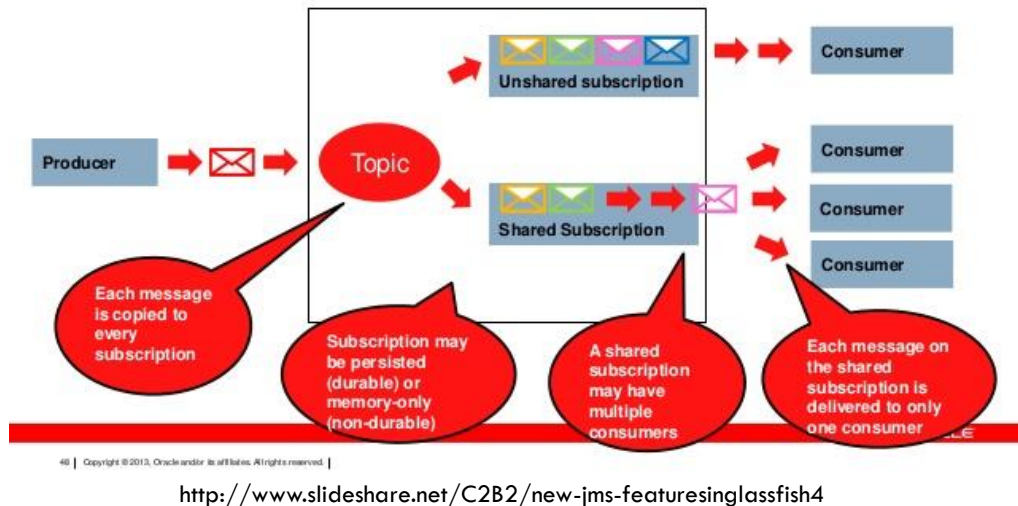 Unshared subscription
Consumer
Producer
Topic
Shared Subscription
Consumer
Consumer
Consumer
Each message
is copied to
every
subscription
Subscription may
be persisted
(durable) or
memory-only
(non-durable)
A shared
subscription
may have
multiple
consumers
Each message on
the shared
subscription is
delivered to only
one consumer
Copyright © 2013, Oracle and/or its affiliates. All rights reserved.
http://www.slideshare.net/C2B2/new-jms-featuresinglassfish4